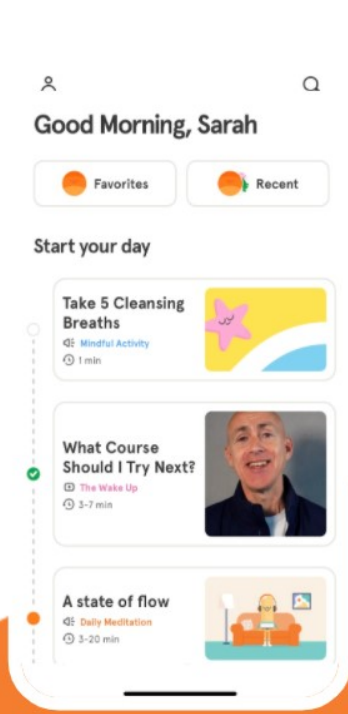 Good Morning, Sarah
Favorites
Recent
Start your day
Take 5 Cleansing
Breaths
Mindful Activity
1 min
What Course
Should I Try Next?
The Wake Up
3-7 min
A state of flow
Daily Meditation
3-20 min